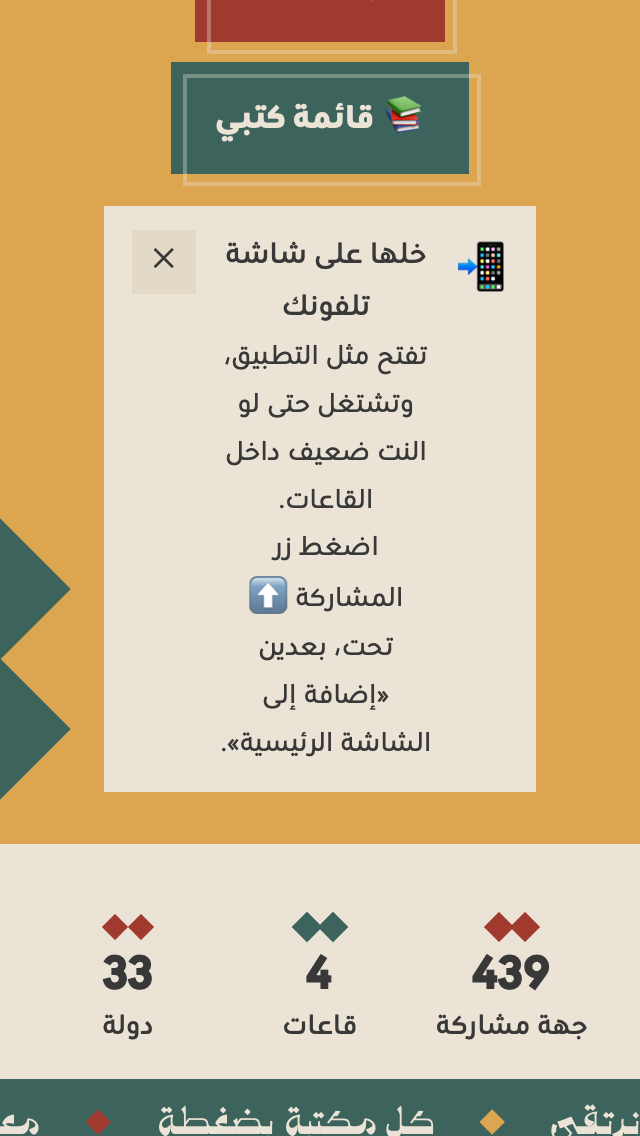 قائمة كتبي
خلها على شاشة
تلفونك
تفتح مثل التطبيق،
وتشتغل حتى لو
النت ضعيف داخل
القاعات.
اضغط زر
المشاركة
تحت، بعدين
«إضافة إلى
الشاشة الرئيسية».
439
جهة مشاركة
4
قاعات
33
دولة
كل مكتبة بضغطة